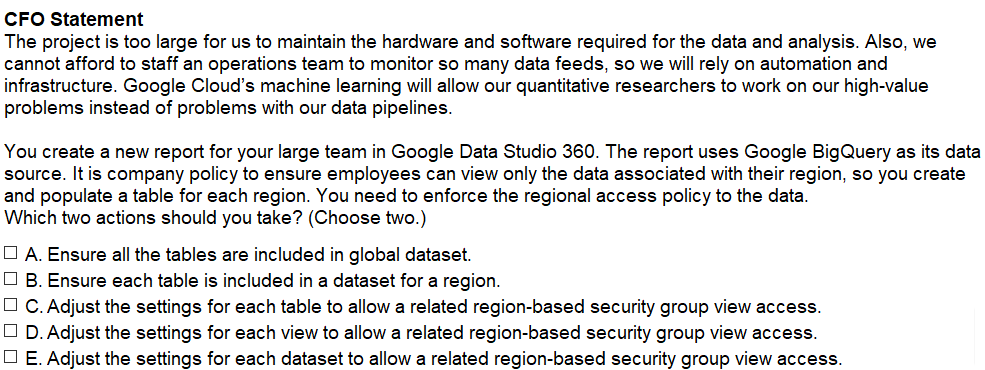 CFO Statement
The project is too large for us to maintain the hardware and software required for the data and analysis. Also, we
cannot afford to staff an operations team to monitor so many data feeds, so we will rely on automation and
infrastructure. Google Cloud's machine learning will allow our quantitative researchers to work on our high-value
problems instead of problems with our data pipelines.
You create a new report for your large team in Google Data Studio 360. The report uses Google BigQuery as its data
source. It is company policy to ensure employees can view only the data associated with their region, so you create
and populate a table for each region. You need to enforce the regional access policy to the data.
Which two actions should you take? (Choose two.)
A. Ensure all the tables are included in global dataset.
B. Ensure each table is included in a dataset for a region.
C. Adjust the settings for each table to allow a related region-based security group view access.
D. Adjust the settings for each view to allow a related region-based security group view access.
E. Adjust the settings for each dataset to allow a related region-based security group view access.